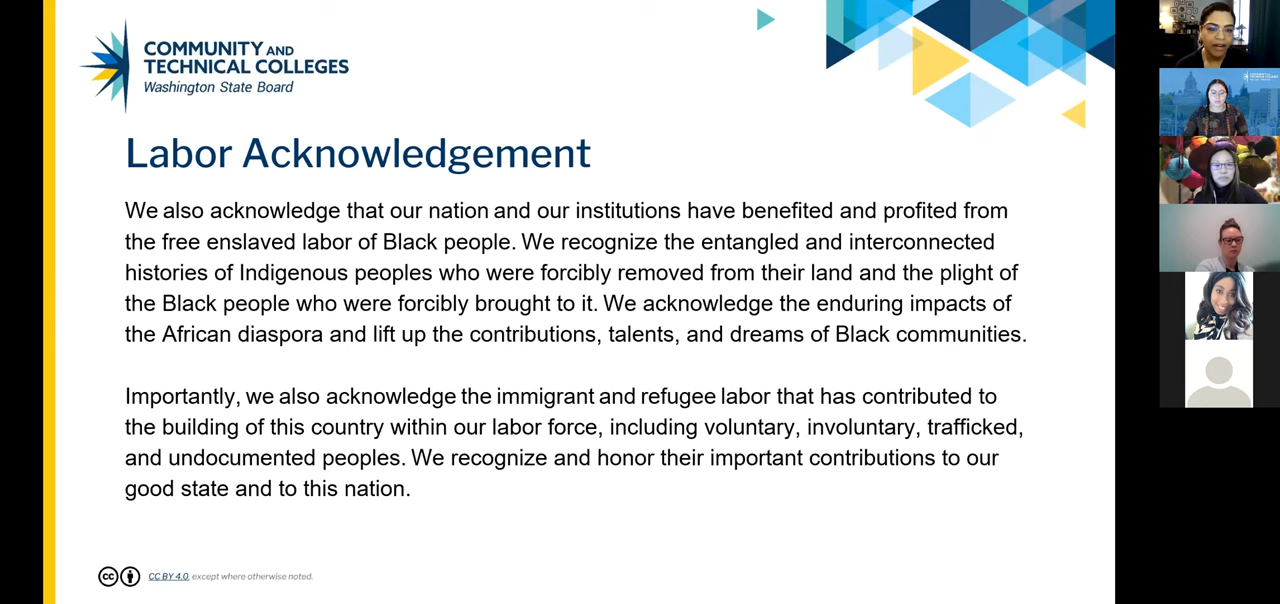 COMMUNITY AND
TECHNICAL COLLEGES
Washington State Board
Labor Acknowledgement
We also acknowledge that our nation and our institutions have benefited and profited from
the free enslaved labor of Black people. We recognize the entangled and interconnected
histories of Indigenous peoples who were forcibly removed from their land and the plight of
the Black people who were forcibly brought to it. We acknowledge the enduring impacts of
the African diaspora and lift up the contributions, talents, and dreams of Black communities.
Importantly, we also acknowledge the immigrant and refugee labor that has contributed to
the building of this country within our labor force, including voluntary, involuntary, trafficked,
and undocumented peoples. We recognize and honor their important contributions to our
good state and to this nation.
cc CC BY 4.0, except where otherwise noted.